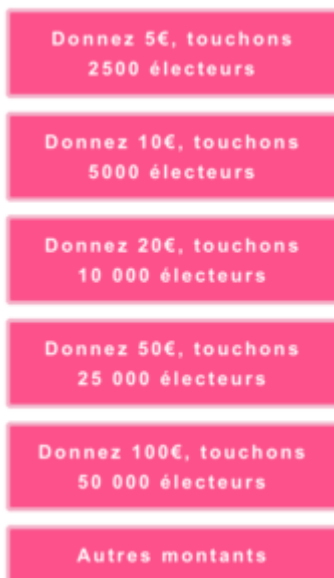 Donnez 5€, touchons
2500 électeurs
Donnez 10€, touchons
5000 électeurs
Donnez 20€, touchons
10 000 électeurs
Donnez 50€, touchons
25 000 électeurs
Donnez 100€, touchons
50 000 électeurs
Autres montants